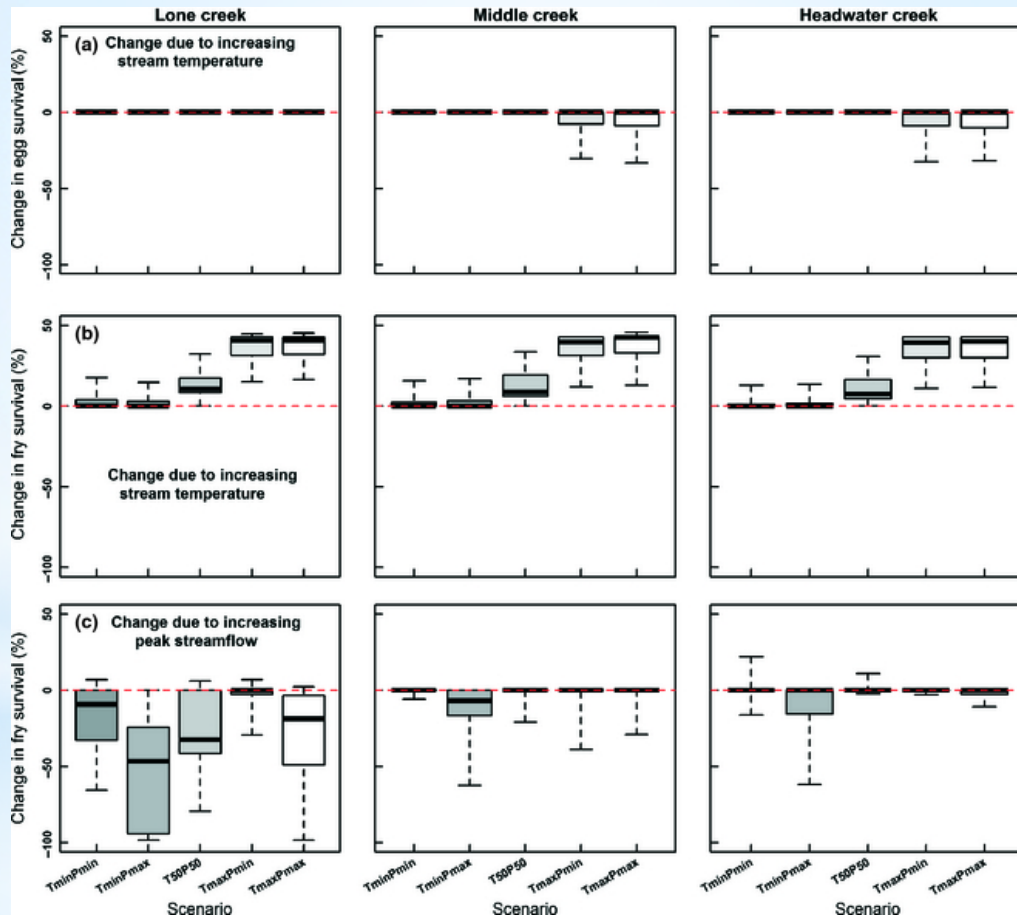 Lone creek
Middle creek
Headwater creek
Change in egg survival (%)
50
0
−50
−100
(a) Change due to increasing
stream temperature
Change in fry survival (%)
50
0
−50
−100
(b)
Change due to increasing
stream temperature
Change in fry survival (%)
50
0
−50
−100
(c) Change due to increasing
peak streamflow
TminPmin
TminPmax
T50P50
TmaxPmin
TmaxPmax
Scenario
TminPmin
TminPmax
T50P50
TmaxPmin
TmaxPmax
Scenario
TminPmin
TminPmax
T50P50
TmaxPmin
TmaxPmax
Scenario